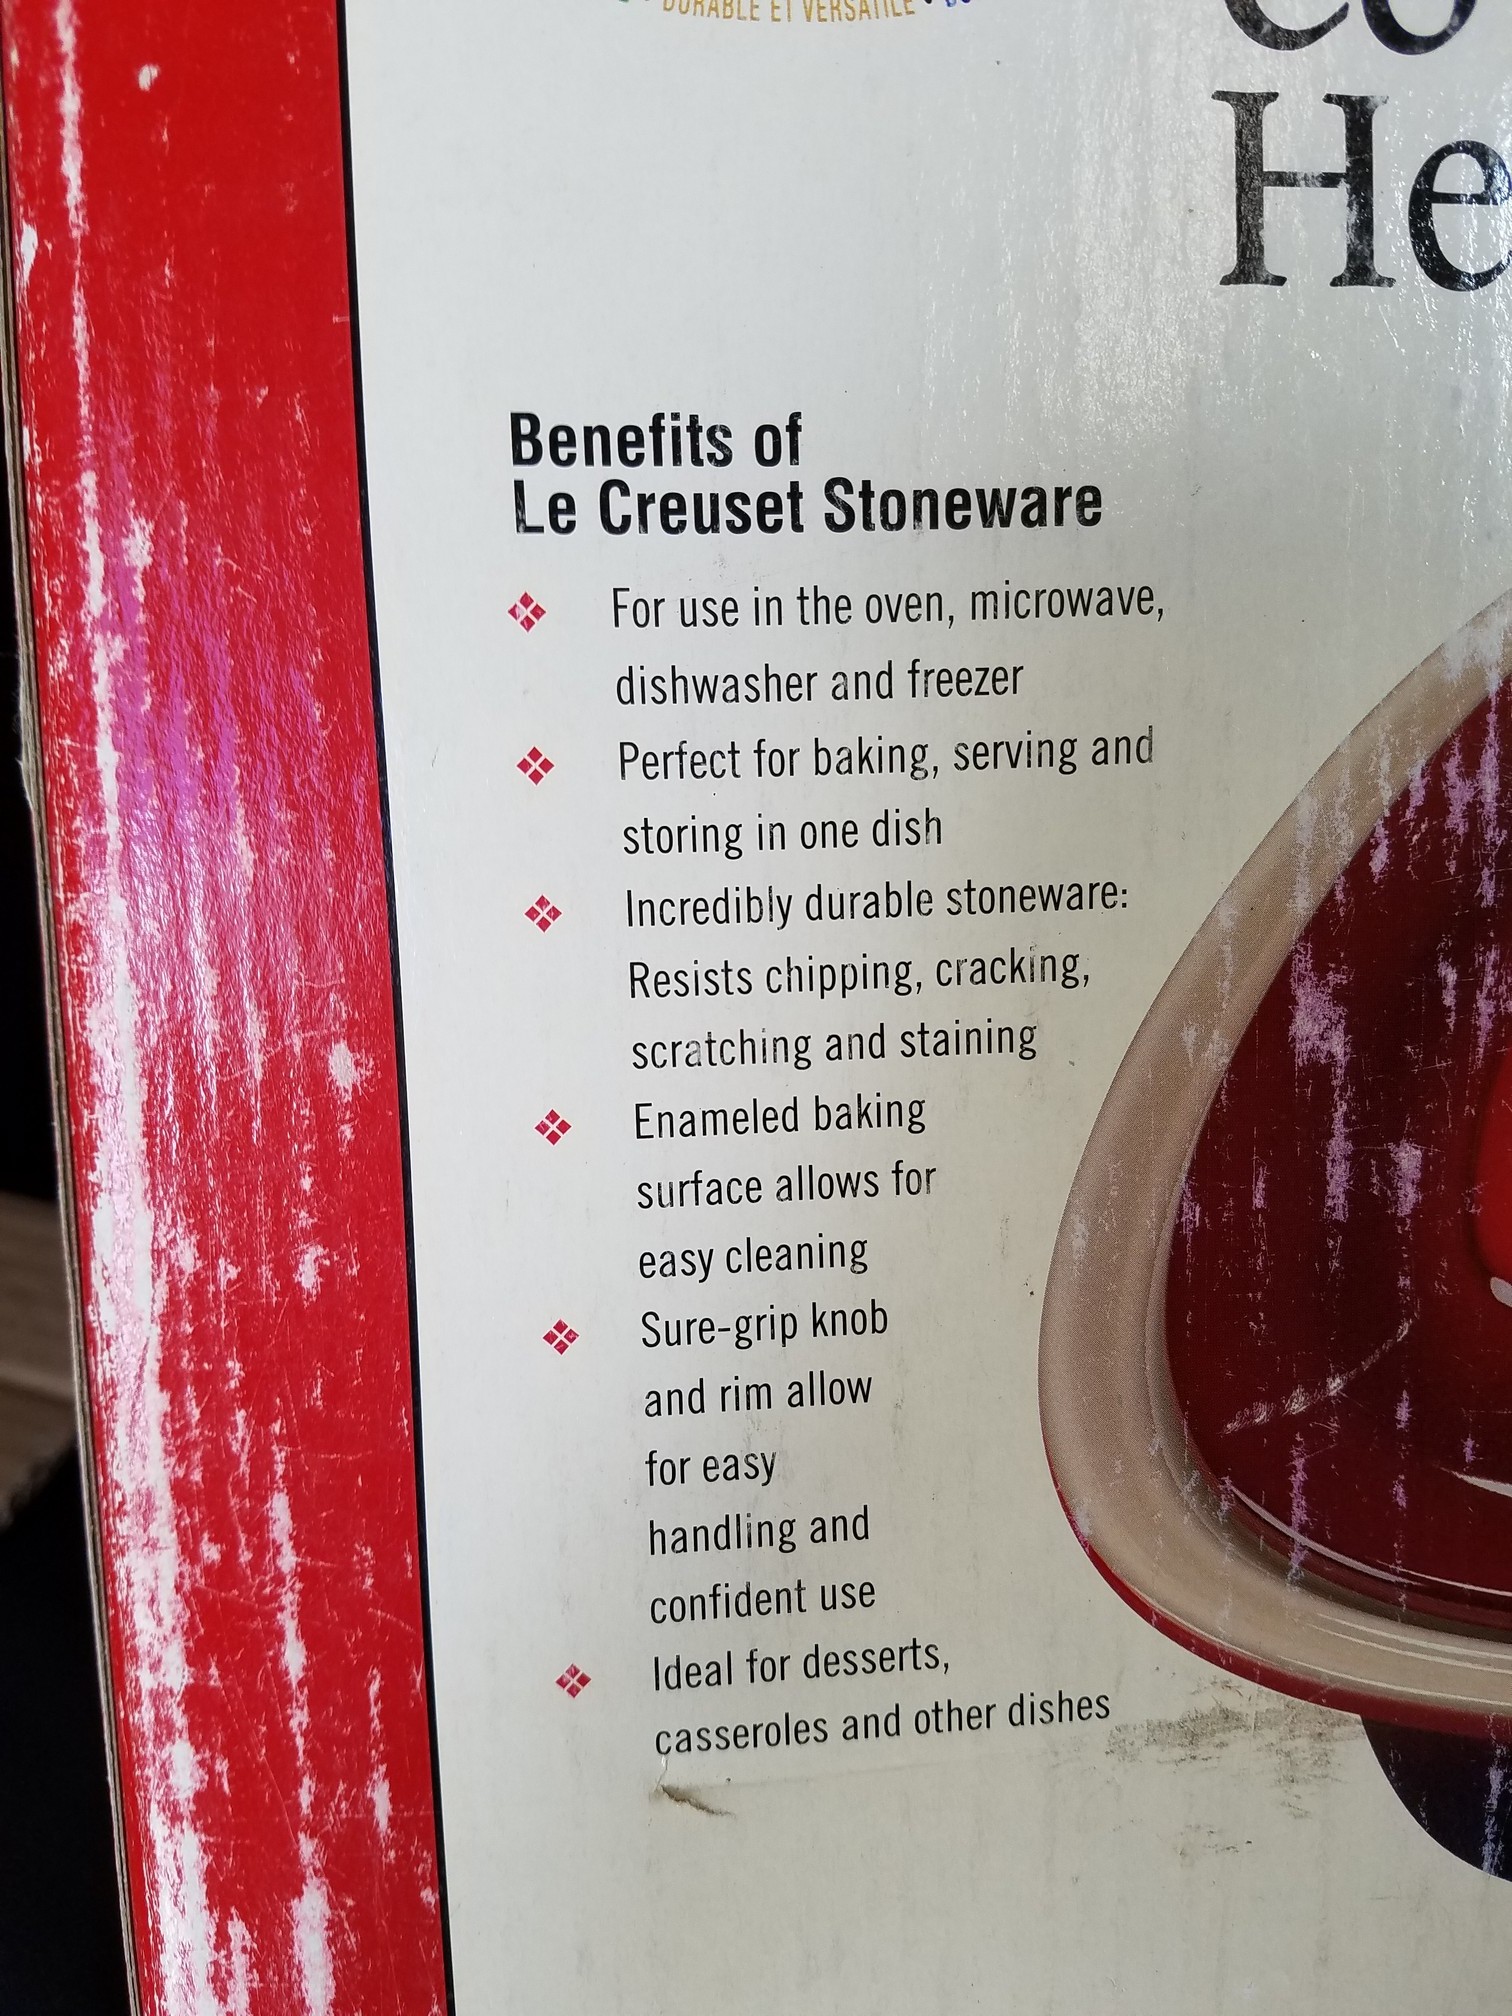 DURABLE ET VERSATILE
Co
He
Benefits of
Le Creuset Stoneware
For use in the oven, microwave,
dishwasher and freezer
Perfect for baking, serving and
storing in one dish
Incredibly durable stoneware:
Resists chipping, cracking,
scratching and staining
Enameled baking
surface allows for
easy cleaning
Sure-grip knob
and rim allow
for easy
handling and
confident use
Ideal for desserts,
casseroles and other dishes